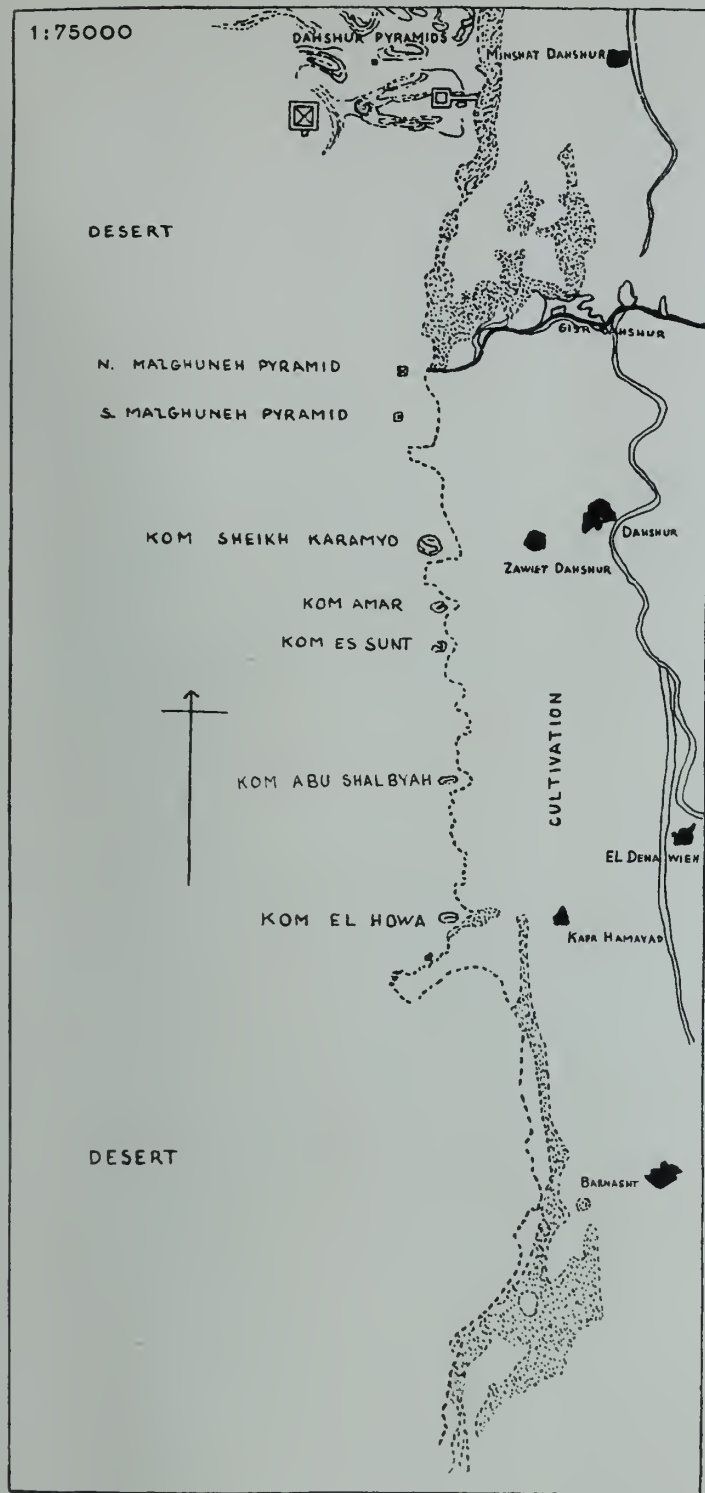 1:75000
DAHSHUR PYRAMIDS
MINSHAT DAHSHUR
DESERT
GISR DAHSHUR
N. MAZGHUNEH PYRAMID
S. MAZGHUNEH PYRAMID
DAHSHUR
KOM SHEIKH KARAMYD
ZAWIET DAHSHUR
KOM AMAR
KOM ES SUNT
CULTIVATION
KOM ABU SHALBYAH
EL DENAWIEH
KOM EL HOWA
KAFR HAMAYAD
DESERT
BARNASHT